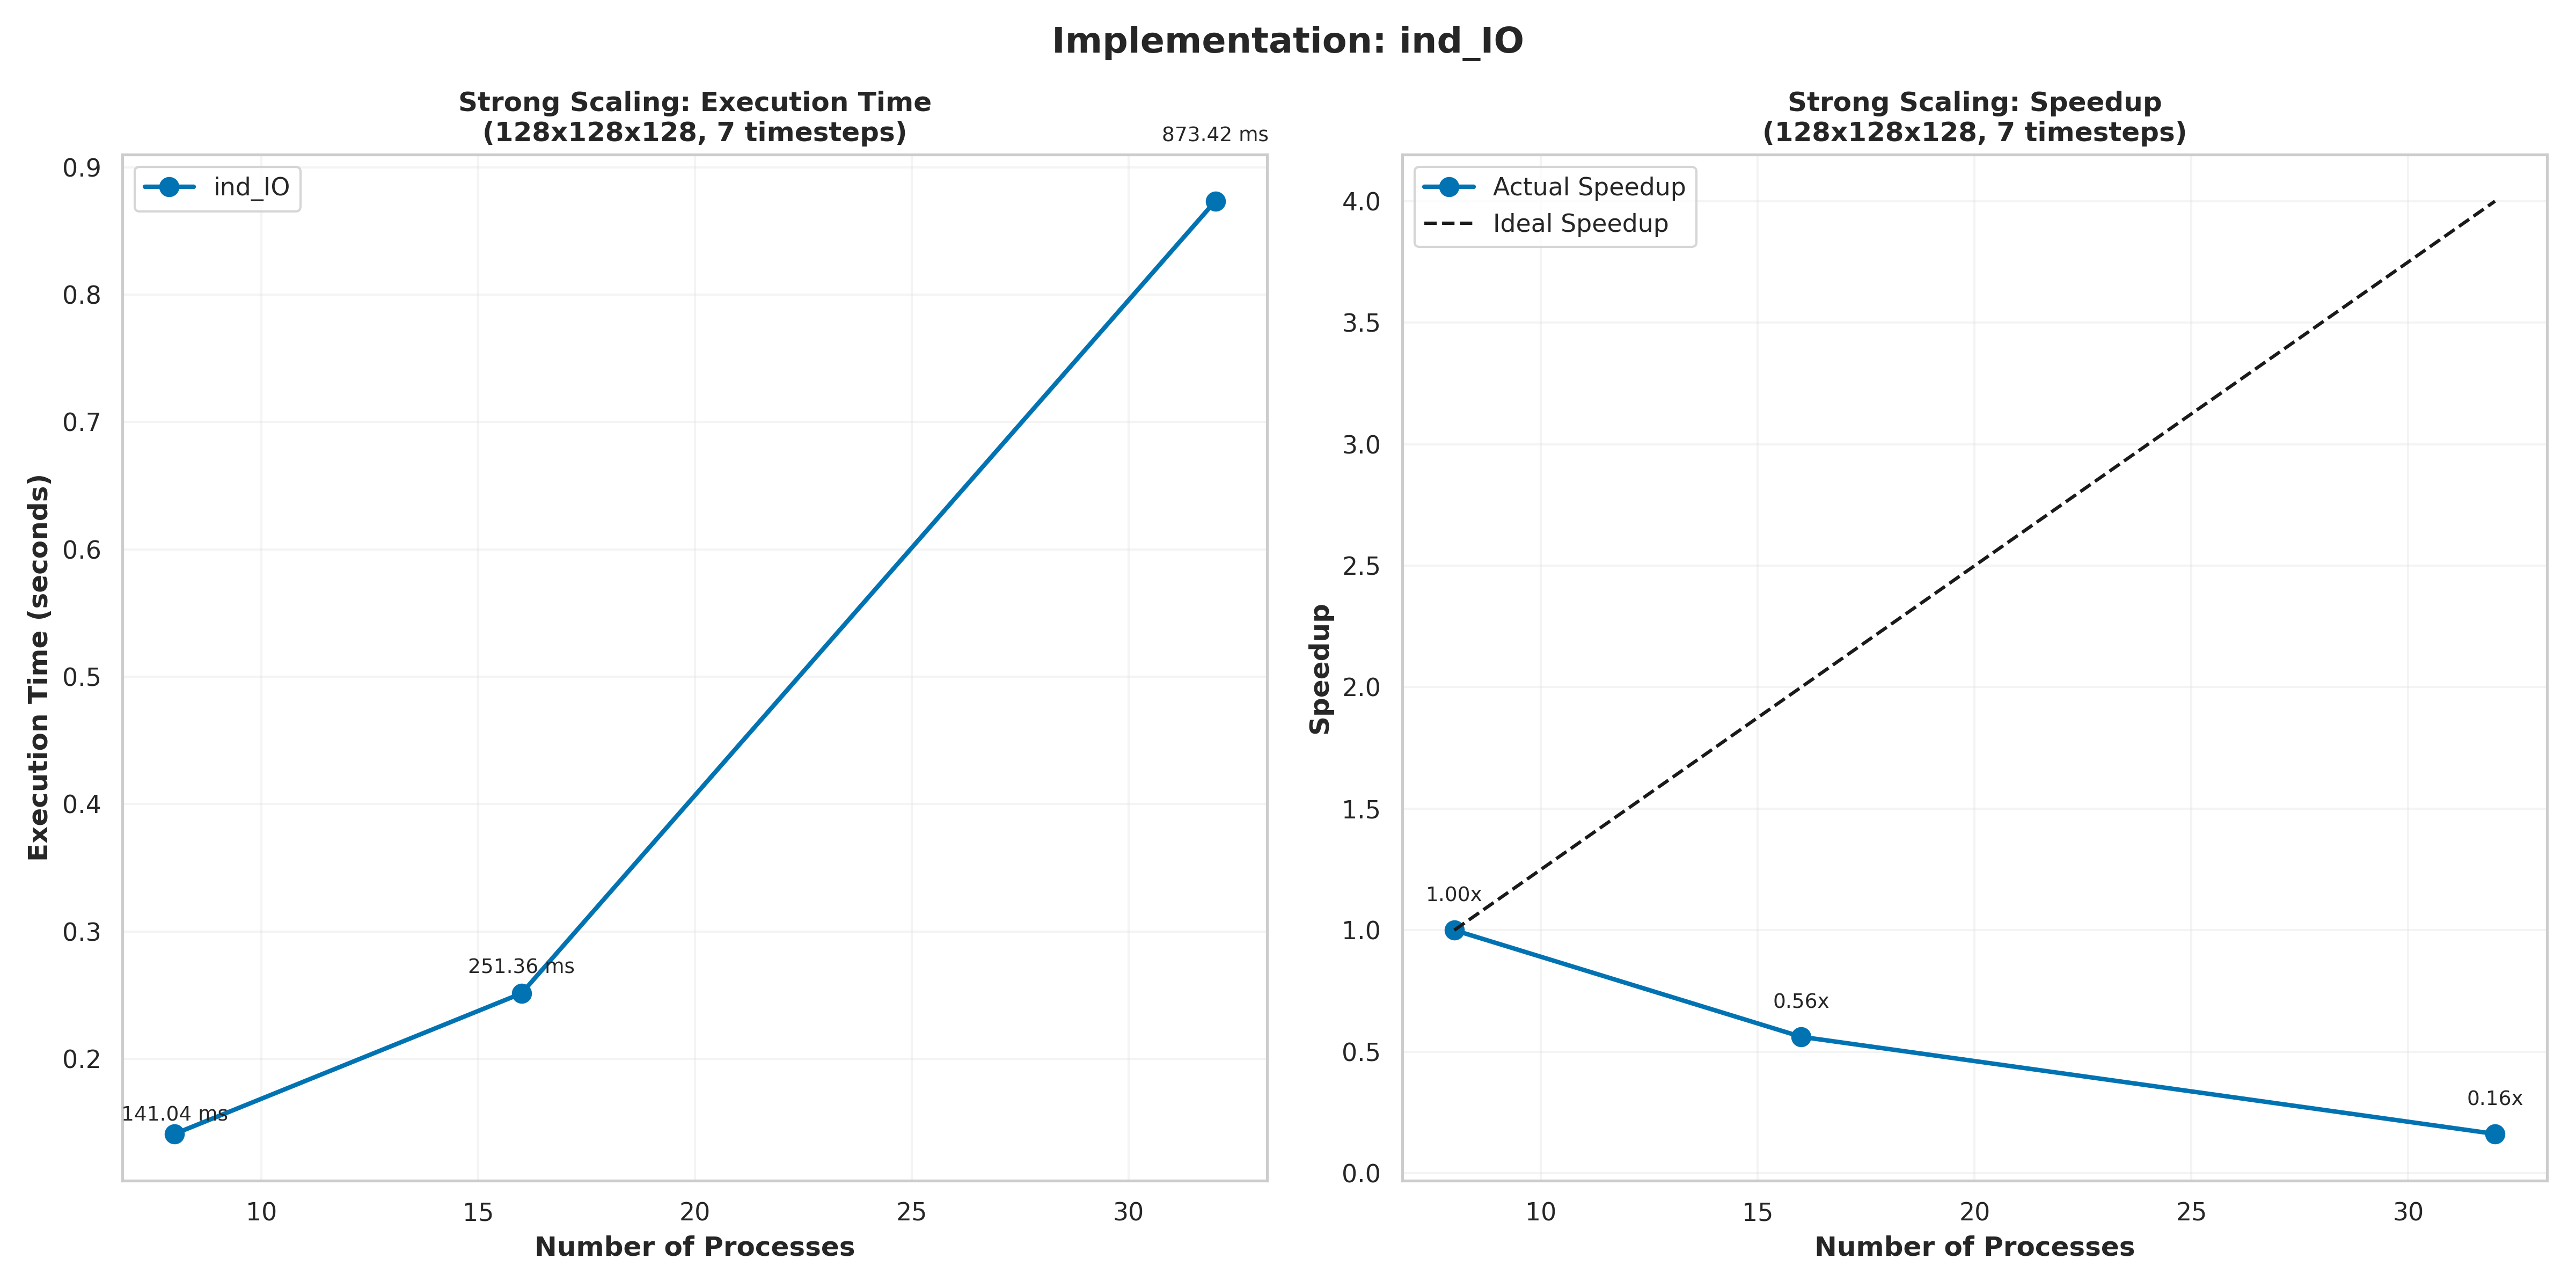 Implementation: ind_IO
Strong Scaling: Execution Time
(128x128x128, 7 timesteps)
873.42 ms
ind_IO
0.9
0.8
0.7
0.6
0.5
0.4
0.3
0.2
251.36 ms
141.04 ms
Execution Time (seconds)
10
15
20
25
30
Number of Processes
Strong Scaling: Speedup
(128x128x128, 7 timesteps)
Actual Speedup
Ideal Speedup
4.0
3.5
3.0
2.5
2.0
1.5
1.0
0.5
0.0
1.00x
0.56x
0.16x
Speedup
10
15
20
25
30
Number of Processes